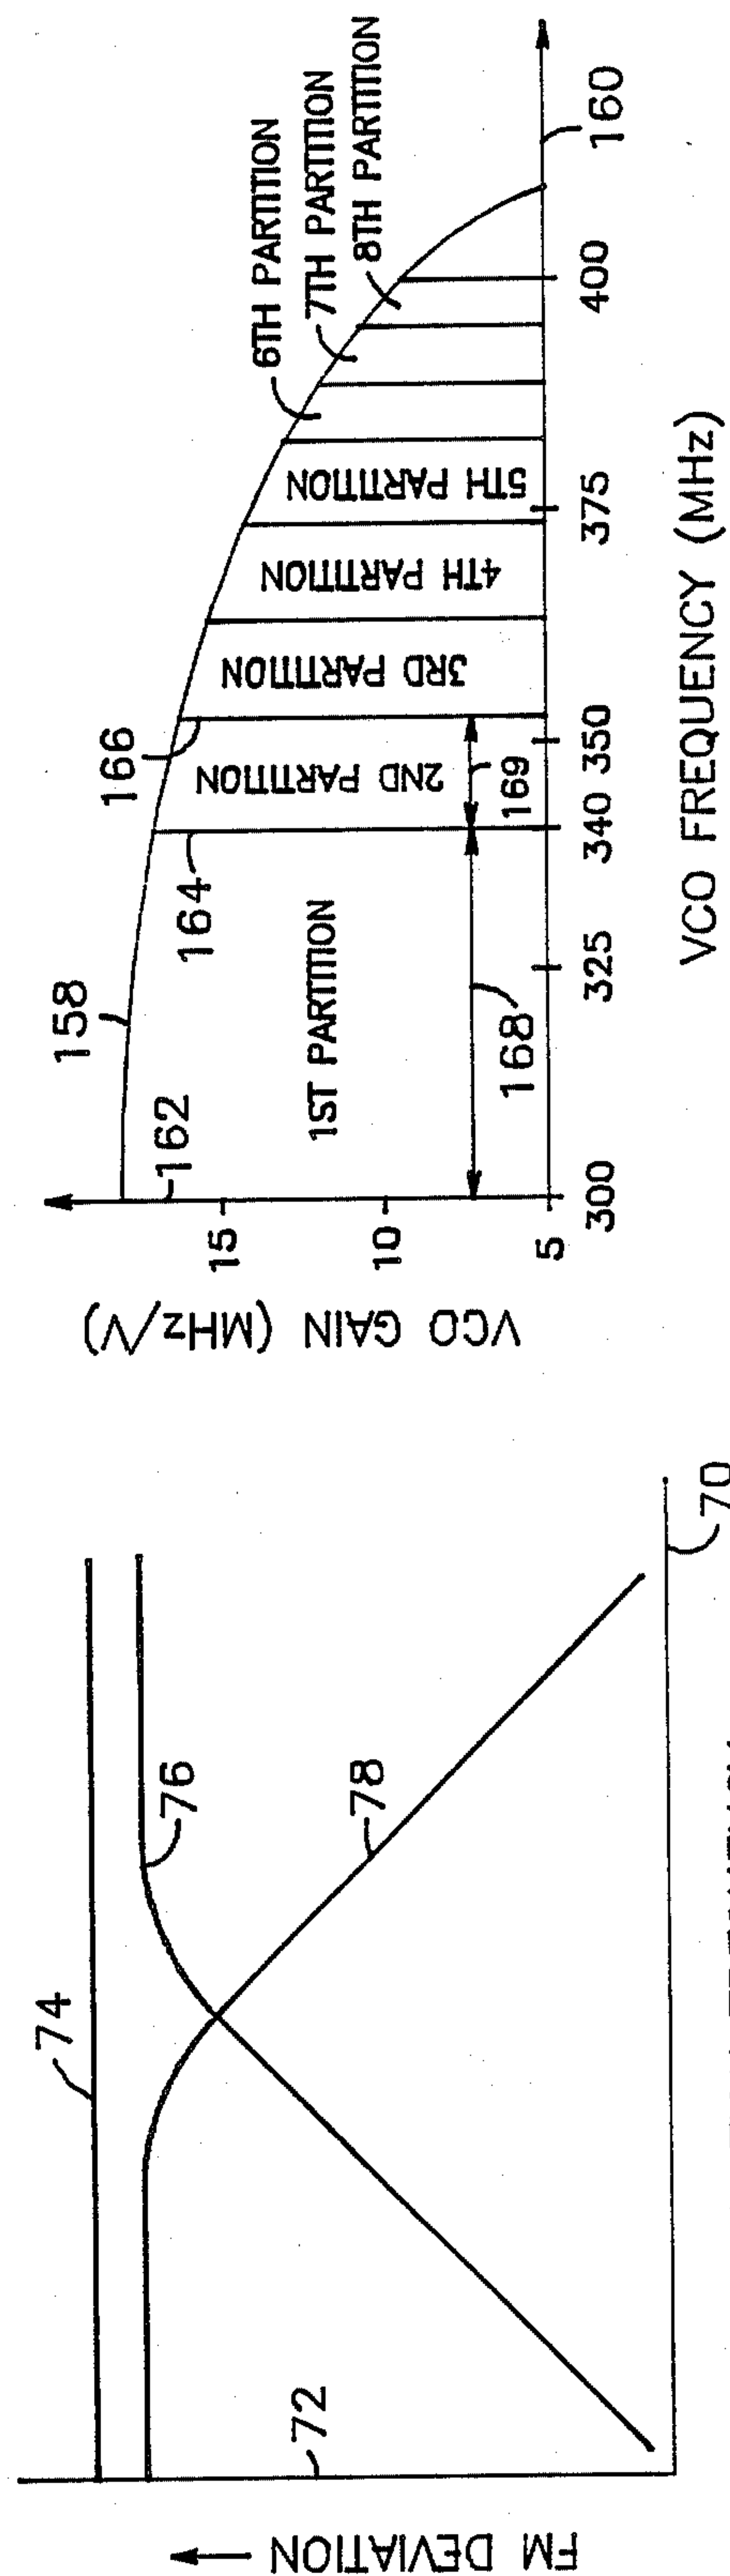 158
162
166
164
1ST PARTITION
2ND PARTITION
3RD PARTITION
4TH PARTITION
5TH PARTITION
6TH PARTITION
7TH PARTITION
8TH PARTITION
168
169
160
VCO GAIN (MHz/V)
15
10
5
300
325
340
350
375
400
VCO FREQUENCY (MHz)
FM DEVIATION
72
74
76
78
70